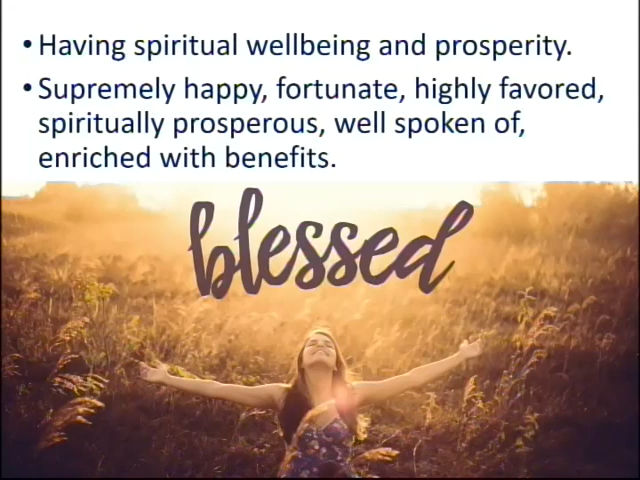 • Having spiritual wellbeing and prosperity.
• Supremely happy, fortunate, highly favored,
spiritually prosperous, well spoken of,
enriched with benefits.
blessed